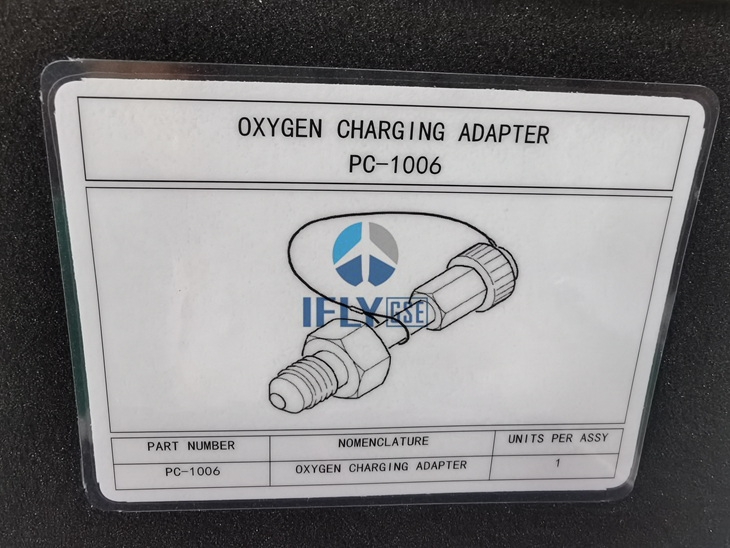 OXYGEN CHARGING ADAPTER
PC-1006
IFLY GSE
PART NUMBER NOMENCLATURE UNITS PER ASSY
PC-1006 OXYGEN CHARGING ADAPTER 1